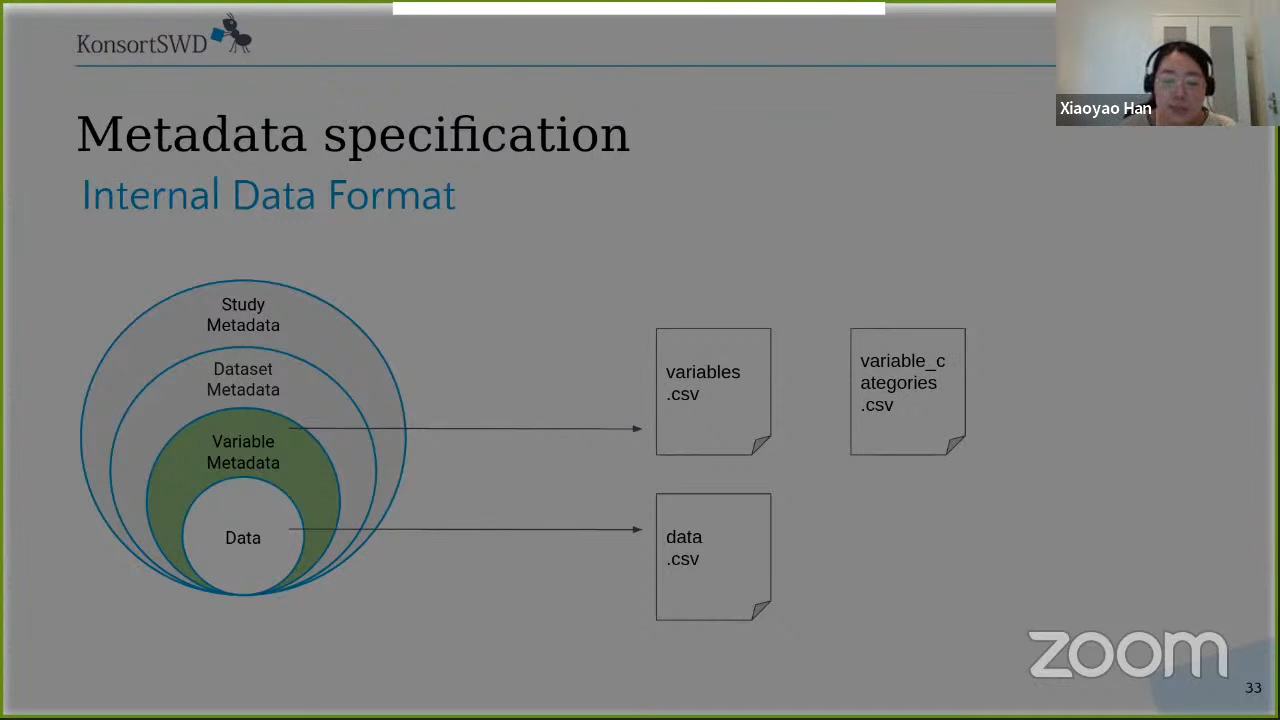 KonsortSWD
Xiaoyao Han
Metadata specification
Internal Data Format
Study
Metadata
Dataset
Metadata
Variable
Metadata
Data
variables
.csv
variable_c
ategories
.csv
data
.csv
zoom
33